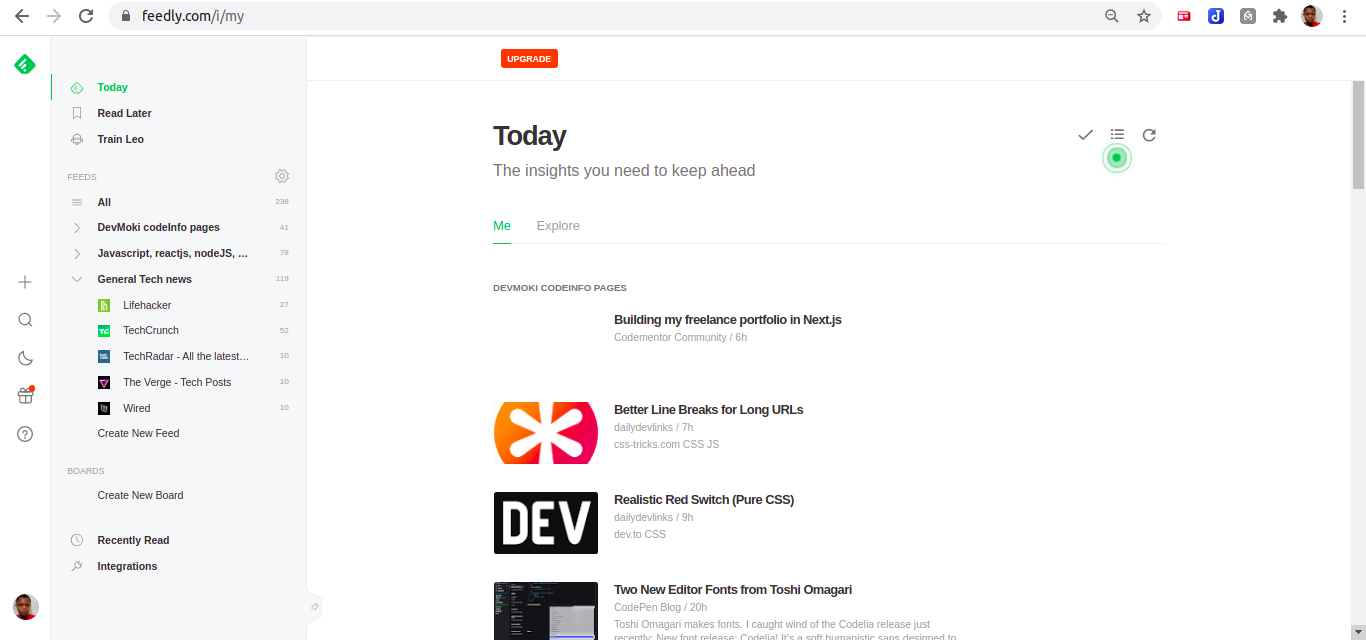 feedly.com/i/my
UPGRADE
Today
Read Later
Train Leo
FEEDS
All 238
DevMoki codeInfo pages 41
Javascript, reactjs, nodeJS, ... 78
General Tech news 119
Lifehacker 27
TechCrunch 52
TechRadar - All the latest... 10
The Verge - Tech Posts 10
Wired 10
Create New Feed
BOARDS
Create New Board
Recently Read
Integrations
Today
The insights you need to keep ahead
Me Explore
DEVMOKI CODEINFO PAGES
Building my freelance portfolio in Next.js
Codementor Community / 6h
Better Line Breaks for Long URLs
dailydevlinks / 7h
css-tricks.com CSS JS
DEV
Realistic Red Switch (Pure CSS)
dailydevlinks / 9h
dev.to CSS
Two New Editor Fonts from Toshi Omagari
CodePen Blog / 20h
Toshi Omagari makes fonts. I caught wind of the Codelia release just
recently: New font release: Codelia! It's a soft humanistic sans designed to